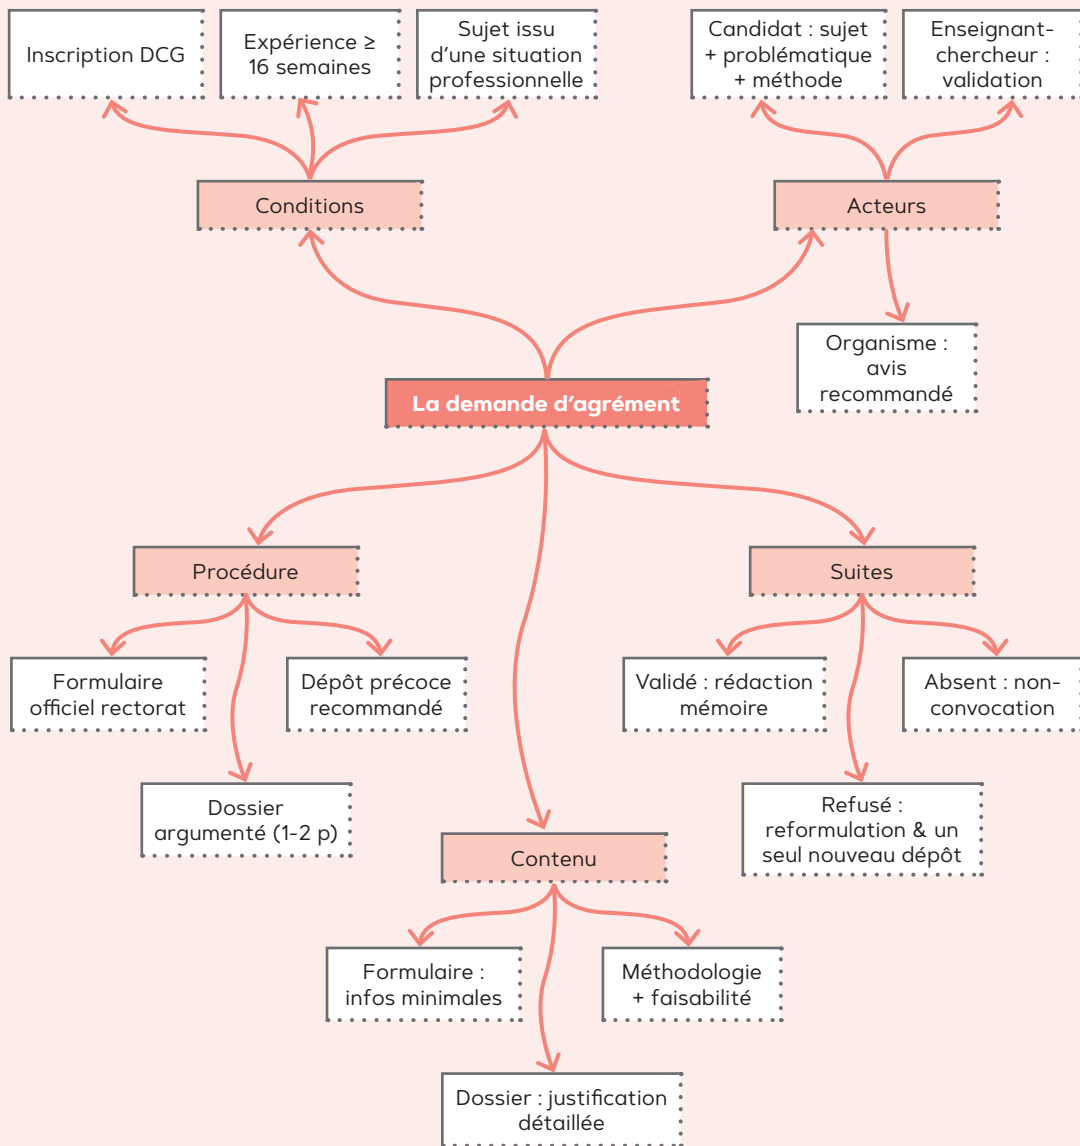 Inscription DCG
Expérience ≥
16 semaines
Sujet issu
d’une situation
professionnelle
Candidat : sujet
+ problématique
+ méthode
Enseignant-
chercheur :
validation
Conditions
Acteurs
Organisme :
avis
recommandé
La demande d’agrément
Procédure
Suites
Formulaire
officiel rectorat
Dépôt précoce
recommandé
Validé : rédaction
mémoire
Absent : non-
convocation
Dossier
argumenté (1-2 p)
Refusé :
reformulation & un
seul nouveau dépôt
Contenu
Formulaire :
infos minimales
Méthodologie
+ faisabilité
Dossier : justification
détaillée